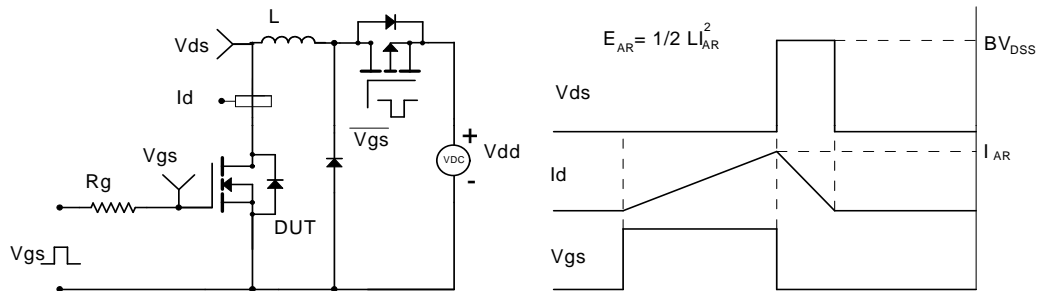 L
Vds
Id
Vgs
Vgs
Rg
DUT
Vgs
VDC
+
Vdd
-
E_AR= 1/2 LI_AR^2
BV_DSS
Vds
I_AR
Id
Vgs